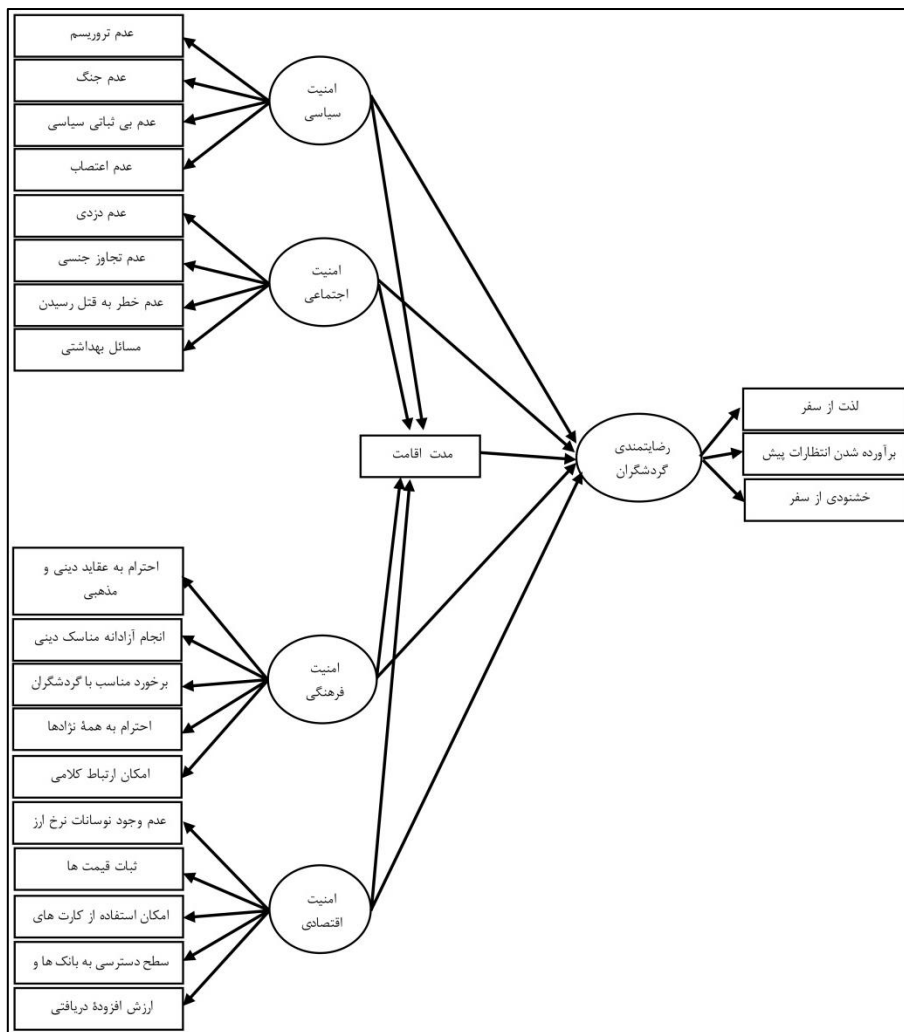 عدم تروریسم
عدم جنگ
عدم بی ثباتی سیاسی
عدم اعتصاب
امنیت
سیاسی
عدم دزدی
عدم تجاوز جنسی
عدم خطر به قتل رسیدن
مسائل بهداشتی
امنیت
اجتماعی
مدت اقامت
رضایتمندی
گردشگران
لذت از سفر
برآورده شدن انتظارات پیش
خشنودی از سفر
احترام به عقاید دینی و
مذهبی
انجام آزادانه مناسک دینی
برخورد مناسب با گردشگران
احترام به همۀ نژادها
امکان ارتباط کلامی
امنیت
فرهنگی
عدم وجود نوسانات نرخ ارز
ثبات قیمت ها
امکان استفاده از کارت های
سطح دسترسی به بانک ها و
ارزش افزودۀ دریافتی
امنیت
اقتصادی